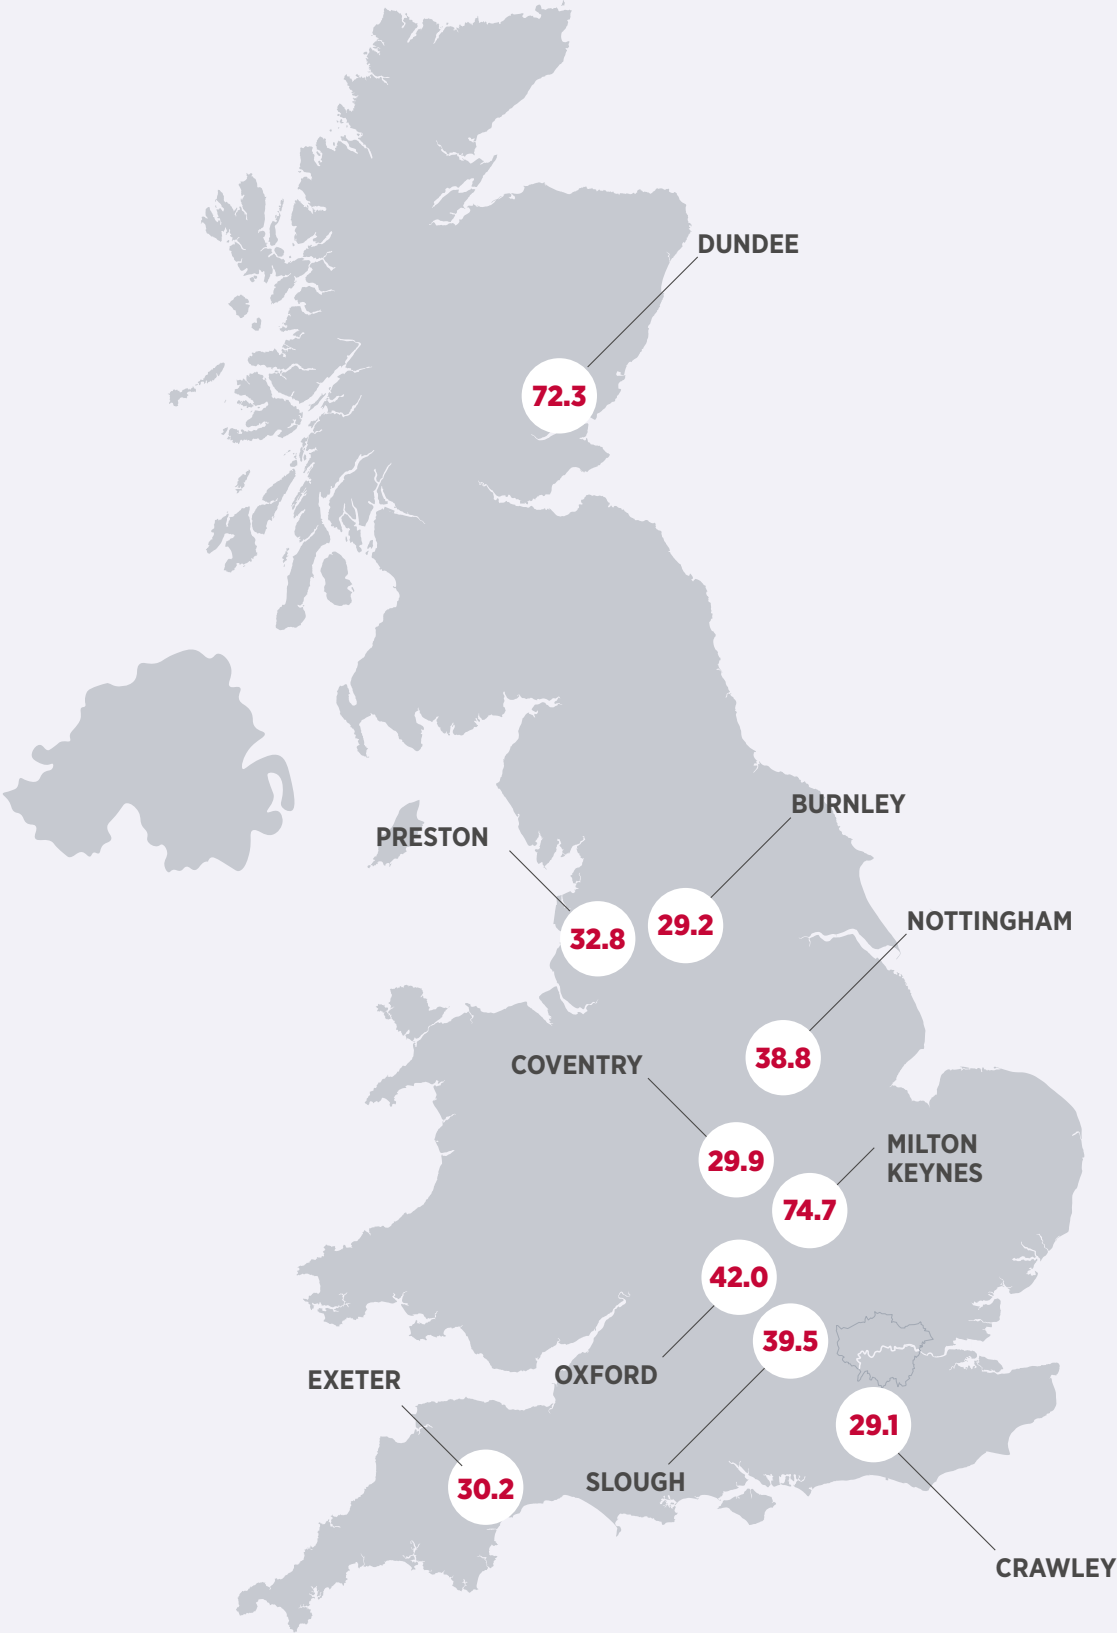 DUNDEE
72.3
BURNLEY
PRESTON
29.2
32.8
NOTTINGHAM
38.8
COVENTRY
29.9
MILTON
KEYNES
74.7
42.0
39.5
OXFORD
EXETER
29.1
SLOUGH
30.2
CRAWLEY